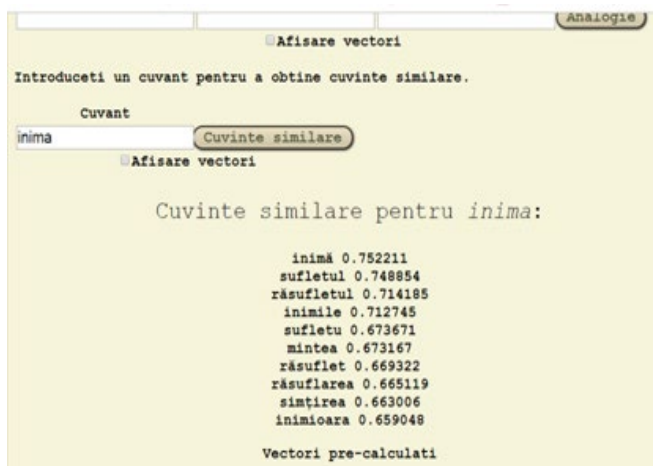 Analogie
Afisare vectori
Introduceti un cuvant pentru a obtine cuvinte similare.
Cuvant
inima Cuvinte similare
Afisare vectori
Cuvinte similare pentru inima:
inimă 0.752211
sufletul 0.748854
răsufletul 0.714185
inimile 0.712745
sufletu 0.673671
mintea 0.673167
răsuflet 0.669322
răsuflarea 0.665119
simțirea 0.663006
inimioara 0.659048
Vectori pre-calculati